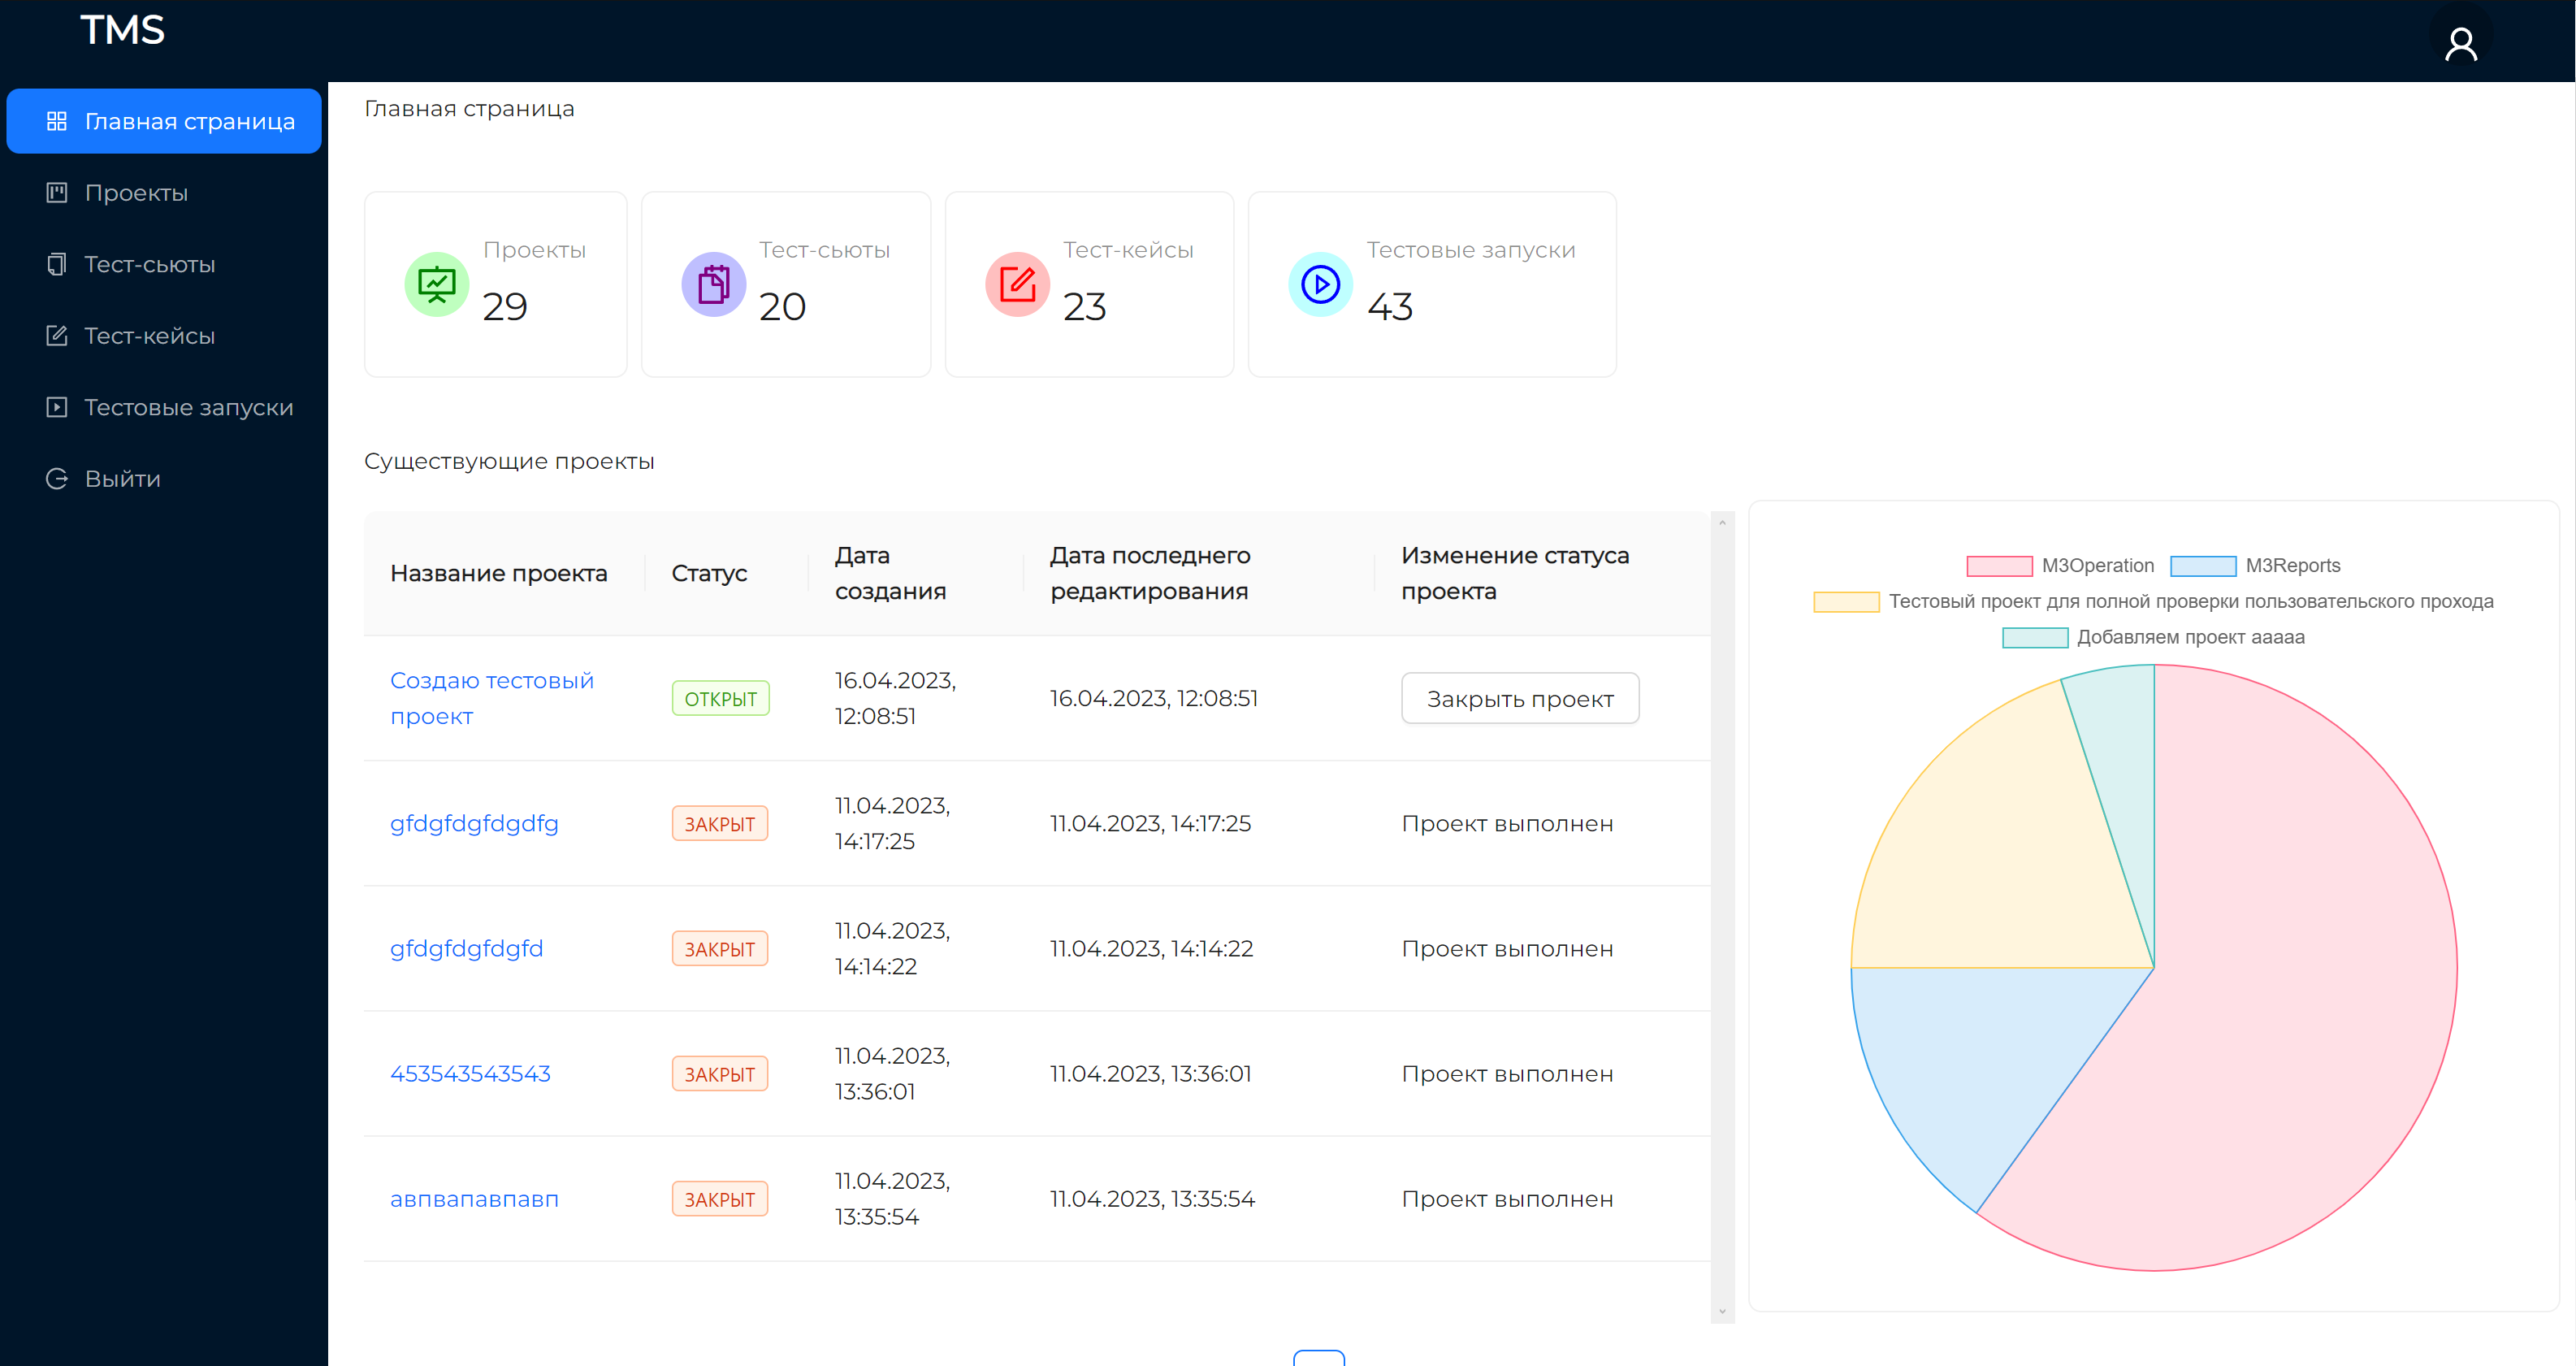 TMS
Главная страница
Проекты
Тест-сьюты
Тест-кейсы
Тестовые запуски
Выйти
Главная страница
Проекты
29
Тест-сьюты
20
Тест-кейсы
23
Тестовые запуски
43
Существующие проекты
Название проекта
Статус
Дата
создания
Дата последнего
редактирования
Изменение статуса
проекта
Создаю тестовый
проект
ОТКРЫТ
16.04.2023,
12:08:51
16.04.2023, 12:08:51
Закрыть проект
gfdgfdgfdgdfg
ЗАКРЫТ
11.04.2023,
14:17:25
11.04.2023, 14:17:25
Проект выполнен
gfdgfdgfdgfd
ЗАКРЫТ
11.04.2023,
14:14:22
11.04.2023, 14:14:22
Проект выполнен
453543543543
ЗАКРЫТ
11.04.2023,
13:36:01
11.04.2023, 13:36:01
Проект выполнен
авпвапавпавп
ЗАКРЫТ
11.04.2023,
13:35:54
11.04.2023, 13:35:54
Проект выполнен
M3Operation
M3Reports
Тестовый проект для полной проверки пользовательского прохода
Добавляем проект ааааа